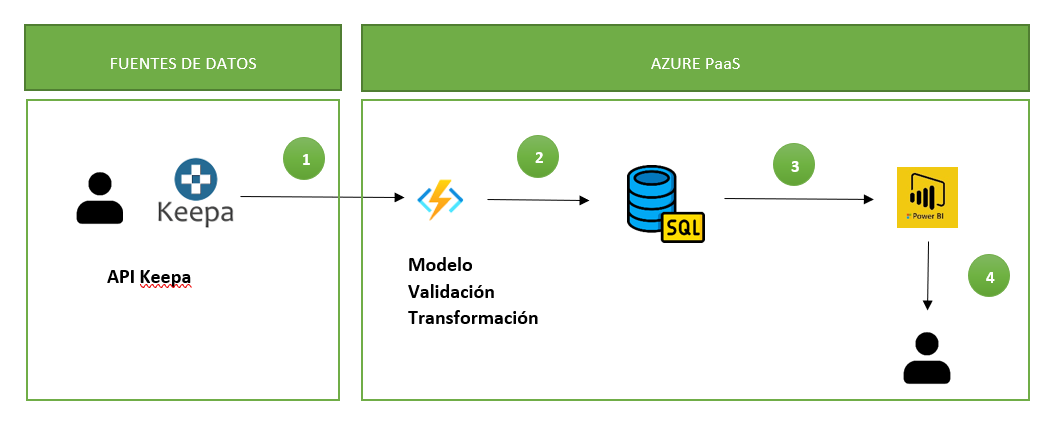 FUENTES DE DATOS
AZURE PaaS
1
2
3
Keepa
SQL
Power BI
API Keepa
Modelo
Validación
Transformación
4